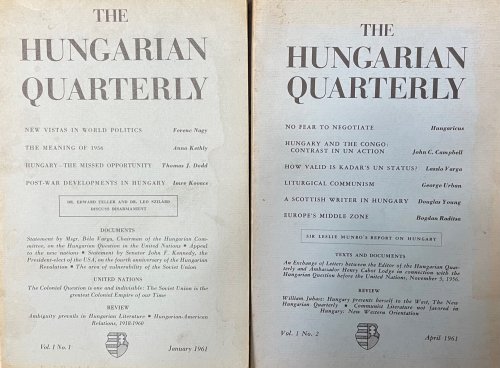 THE
HUNGARIAN
QUARTERLY
NEW VISTAS IN WORLD POLITICS Ferenc Nagy
THE MEANING OF 1956 Anna Kethly
HUNGARY—THE MISSED OPPORTUNITY Thomas J. Dodd
POST-WAR DEVELOPMENTS IN HUNGARY Imre Kovacs
DR. EDWARD TELLER AND DR. LEO SZILARD
DISCUSS DISARMAMENT
DOCUMENTS
Statement by Msgr. Béla Varga, Chairman of the Hungarian Com-
mittee, on the Hungarian Question in the United Nations • Appeal
to the new nations • Statement by Senator John F. Kennedy, the
President-elect of the USA, on the fourth anniversary of the Hungarian
Revolution • The area of vulnerability of the Soviet Union
UNITED NATIONS
The Colonial Question is one and indivisible: The Soviet Union is the
greatest Colonial Empire of our Time
REVIEW
Ambiguity prevails in Hungarian Literature • Hungarian-American
Relations, 1918-1960
Vol. 1 No. 1 January 1961
THE
HUNGARIAN
QUARTERLY
NO FEAR TO NEGOTIATE Hungaricus
HUNGARY AND THE CONGO:
CONTRAST IN UN ACTION John C. Campbell
HOW VALID IS KADAR'S UN STATUS? Laszlo Varga
LITURGICAL COMMUNISM George Urban
A SCOTTISH WRITER IN HUNGARY Douglas Young
EUROPE'S MIDDLE ZONE Bogdan Raditsa
SIR LESLIE MUNRO'S REPORT ON HUNGARY
TEXTS AND DOCUMENTS
An Exchange of Letters between the Editor of the Hungarian Quar-
terly and Ambassador Henry Cabot Lodge in connection with the
Hungarian Question before the United Nations, November 3, 1956.
REVIEW
William Juhasz: Hungary presents herself to the West, The New
Hungarian Quarterly • Communist Literature not favored in
Hungary: New Western Orientation
Vol. 1 No. 2 April 1961